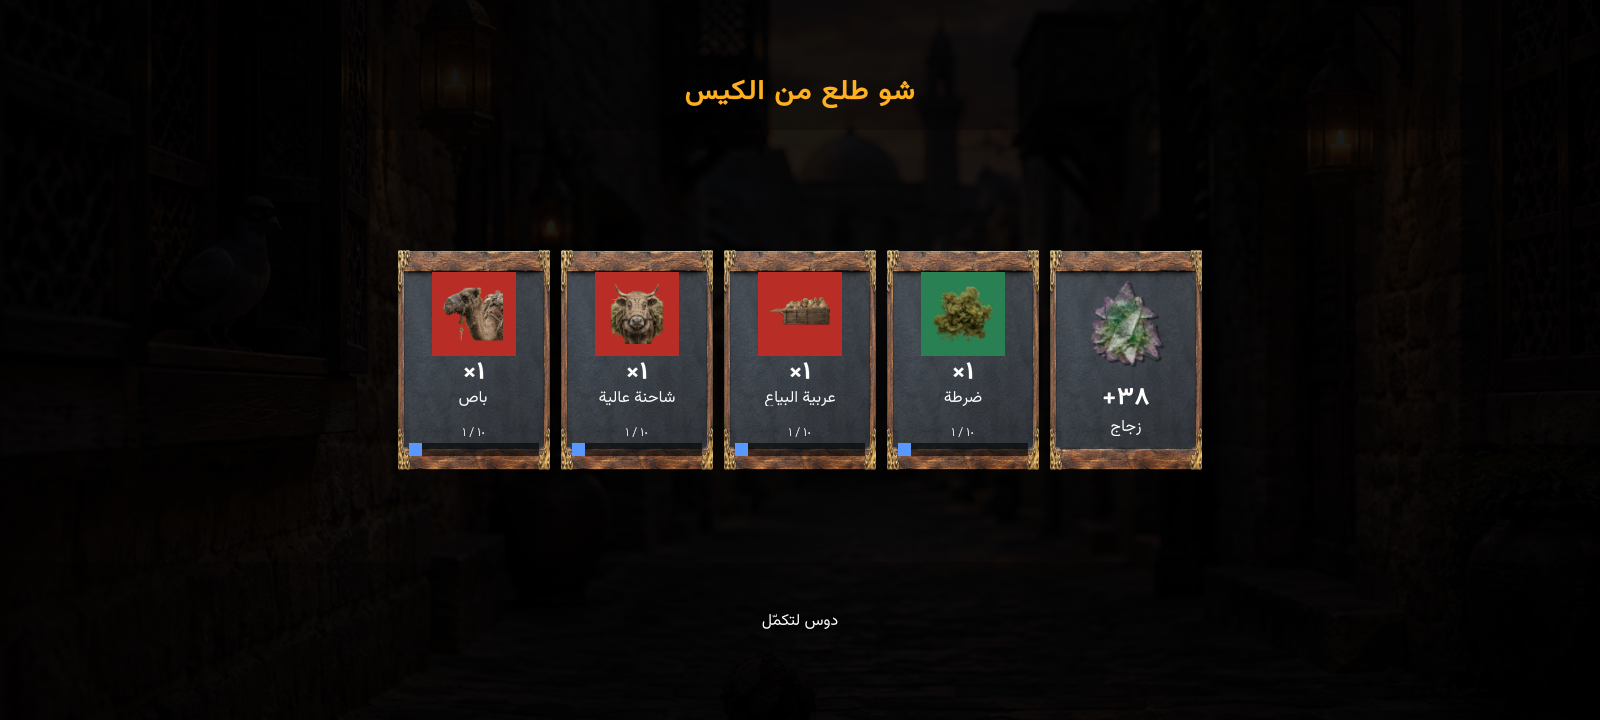 شو طلع من الكيس
+٣٨
زجاج
×١
ضرطة
١ / ١٠
×١
عربية البياع
١ / ١٠
×١
شاحنة عالية
١ / ١٠
×١
باص
١ / ١٠
دوس لتكمّل